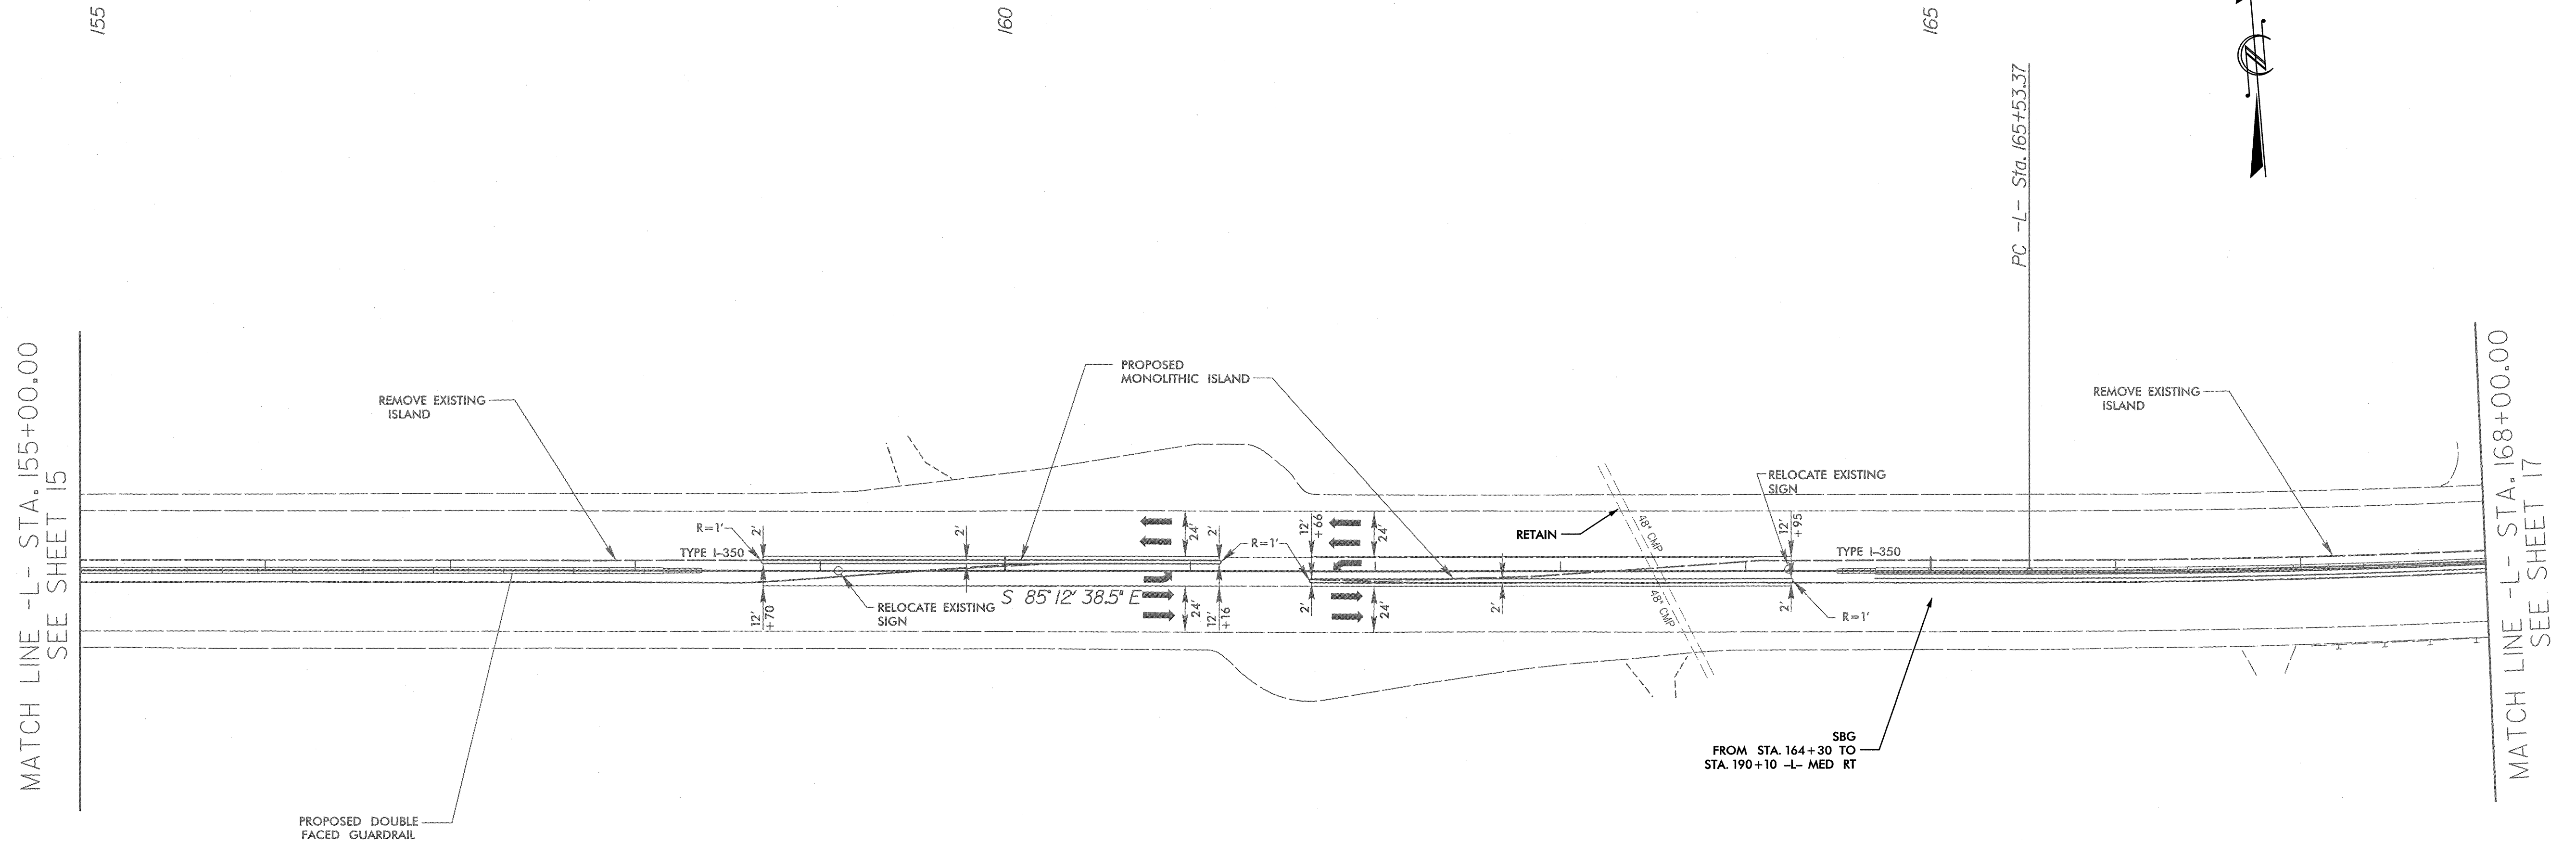 155
160
165
PC -L- Sta. 165+53.37
MATCH LINE -L- STA. 155+00.00
SEE SHEET 15
REMOVE EXISTING
ISLAND
PROPOSED
MONOLITHIC ISLAND
REMOVE EXISTING
ISLAND
MATCH LINE -L- STA. 168+00.00
SEE SHEET 17
RELOCATE EXISTING
SIGN
R=1'
2'
2'
24'
2'
12'
+66
24'
RETAIN
48" CMP
12'
+95
TYPE I-350
R=1'
TYPE I-350
RELOCATE EXISTING
SIGN
S 85° 12' 38.5" E
12'
+70
24'
12'
+16
2'
24'
2'
48" CMP
2'
R=1'
SBG
FROM STA. 164+30 TO
STA. 190+10 -L- MED RT
PROPOSED DOUBLE
FACED GUARDRAIL